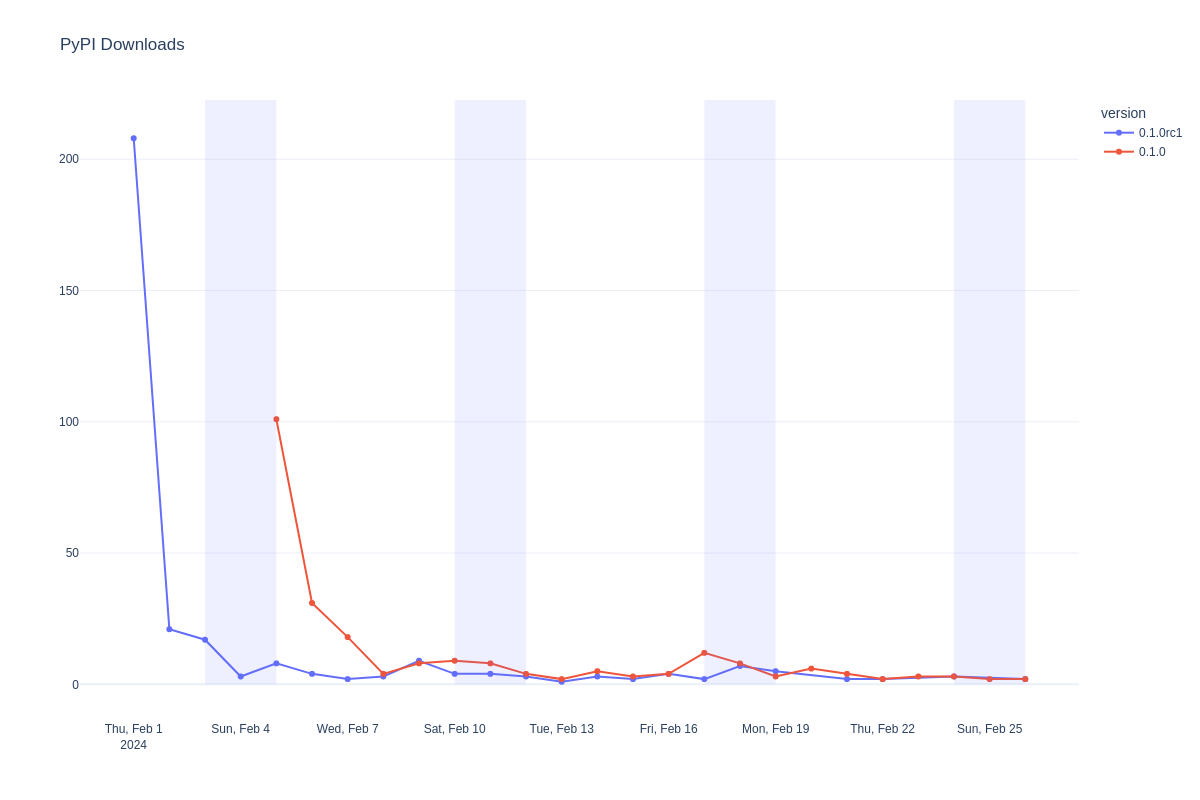 PyPI Downloads
version
0.1.0rc1
0.1.0
200
150
100
50
0
Thu, Feb 1
2024
Sun, Feb 4
Wed, Feb 7
Sat, Feb 10
Tue, Feb 13
Fri, Feb 16
Mon, Feb 19
Thu, Feb 22
Sun, Feb 25